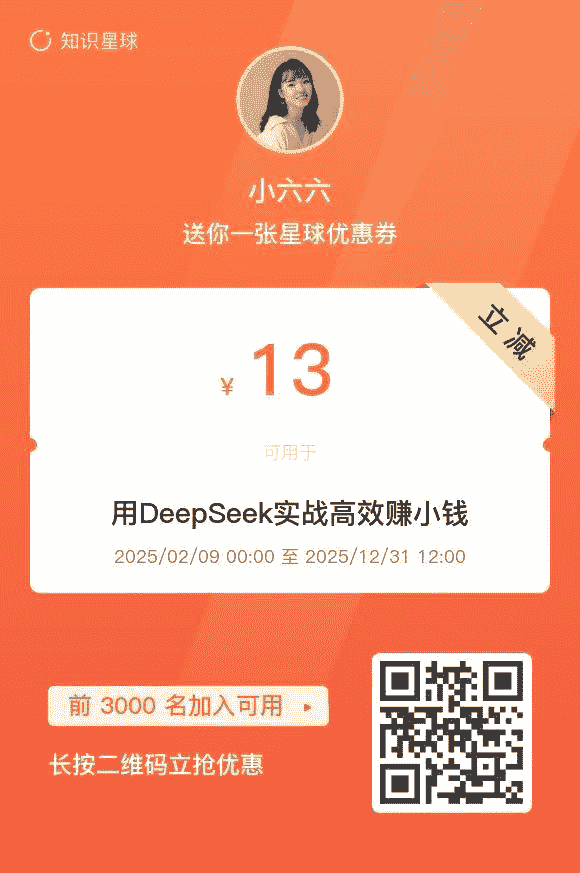 知识星球
小六六
送你一张星球优惠券
立减
¥ 13
可用于
用DeepSeek实战高效赚小钱
2025/02/09 00:00 至 2025/12/31 12:00
前 3000 名加入可用
长按二维码立抢优惠